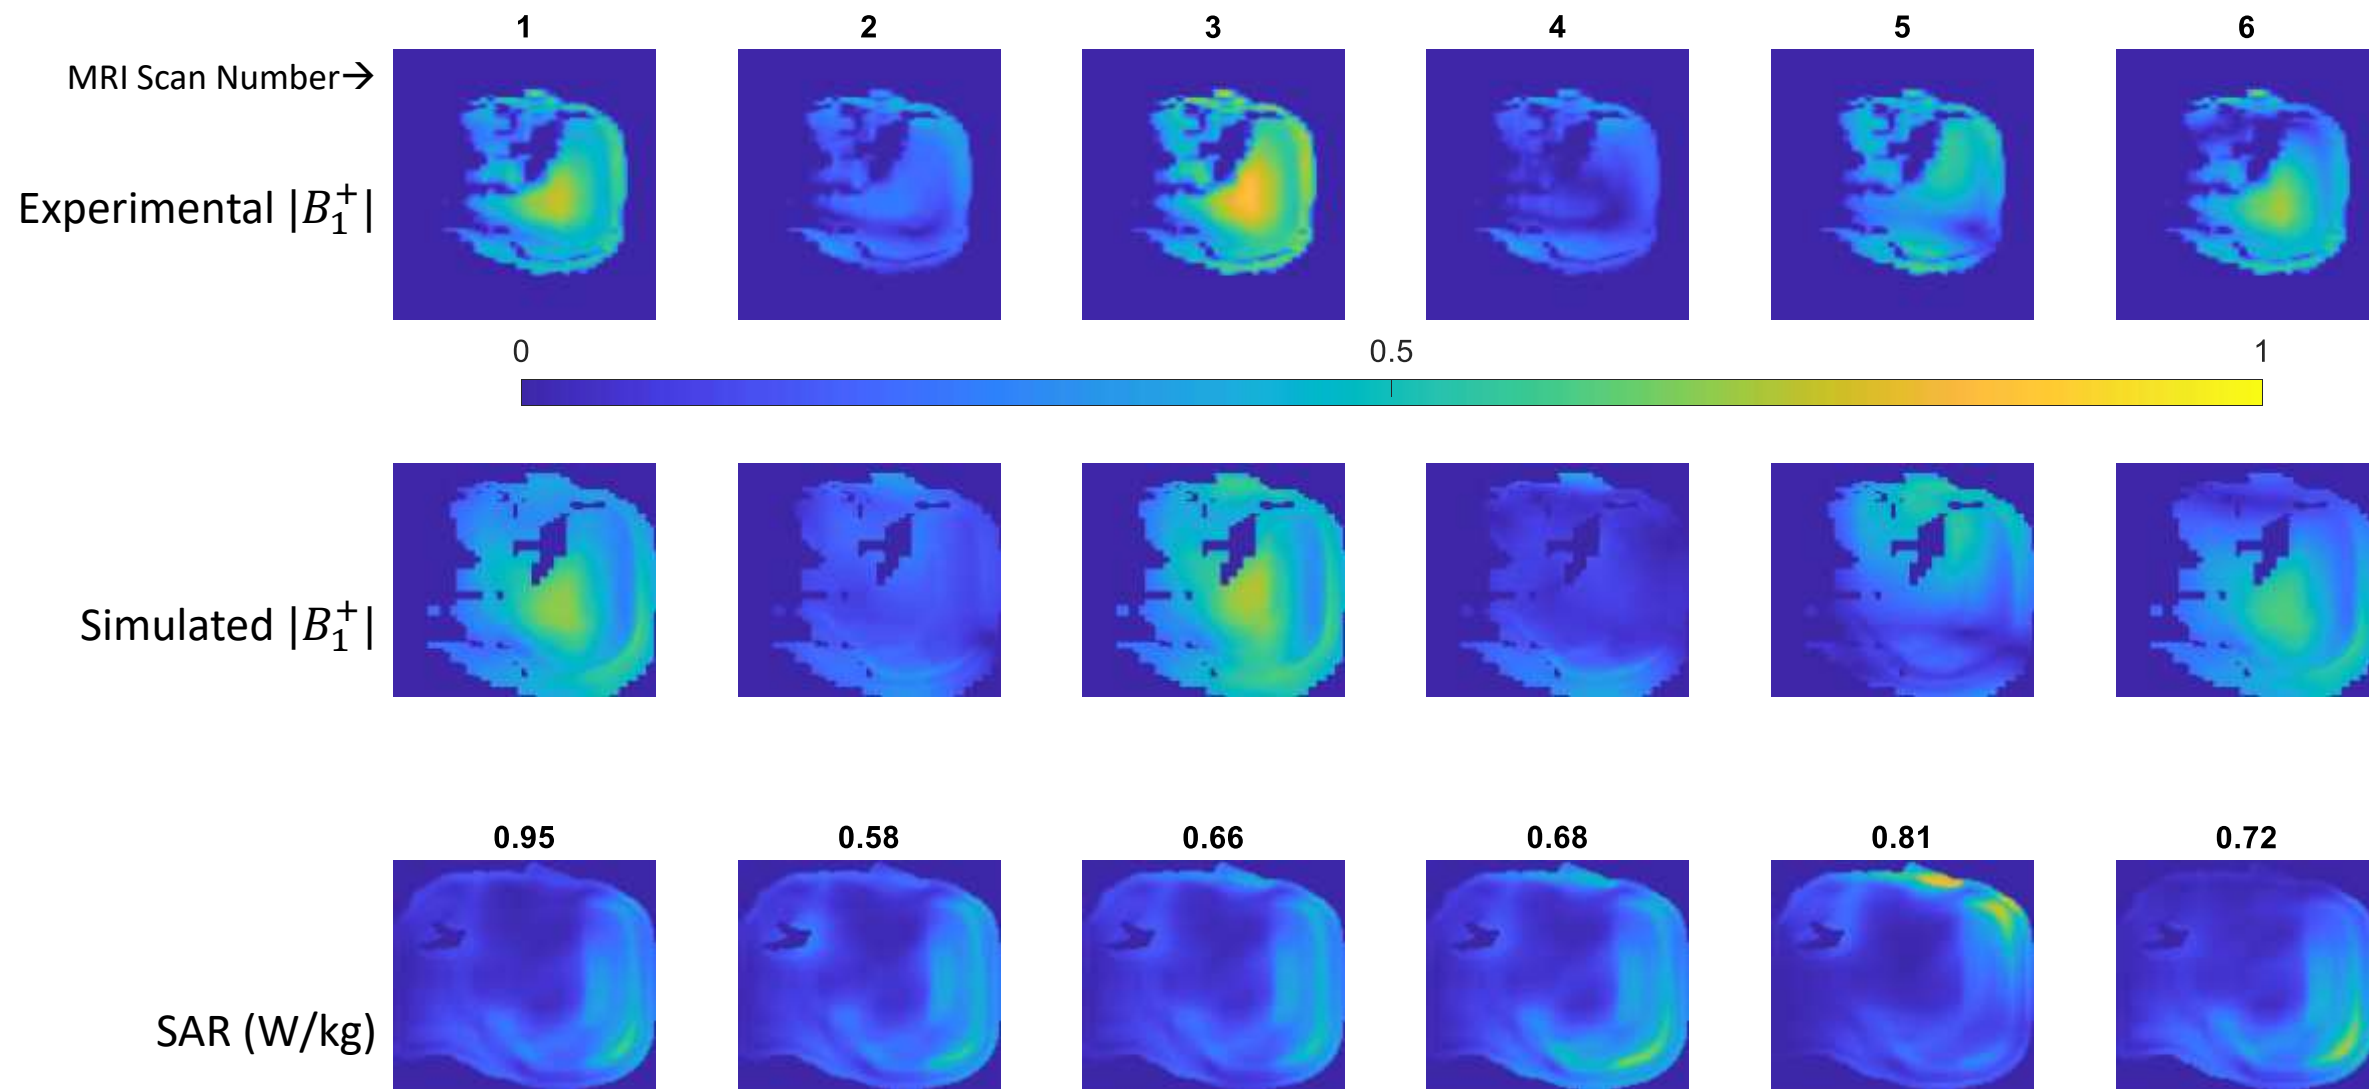 1 2 3 4 5 6
MRI Scan Number→
Experimental |B₁⁺|
0 0.5 1
Simulated |B₁⁺|
0.95 0.58 0.66 0.68 0.81 0.72
SAR (W/kg)